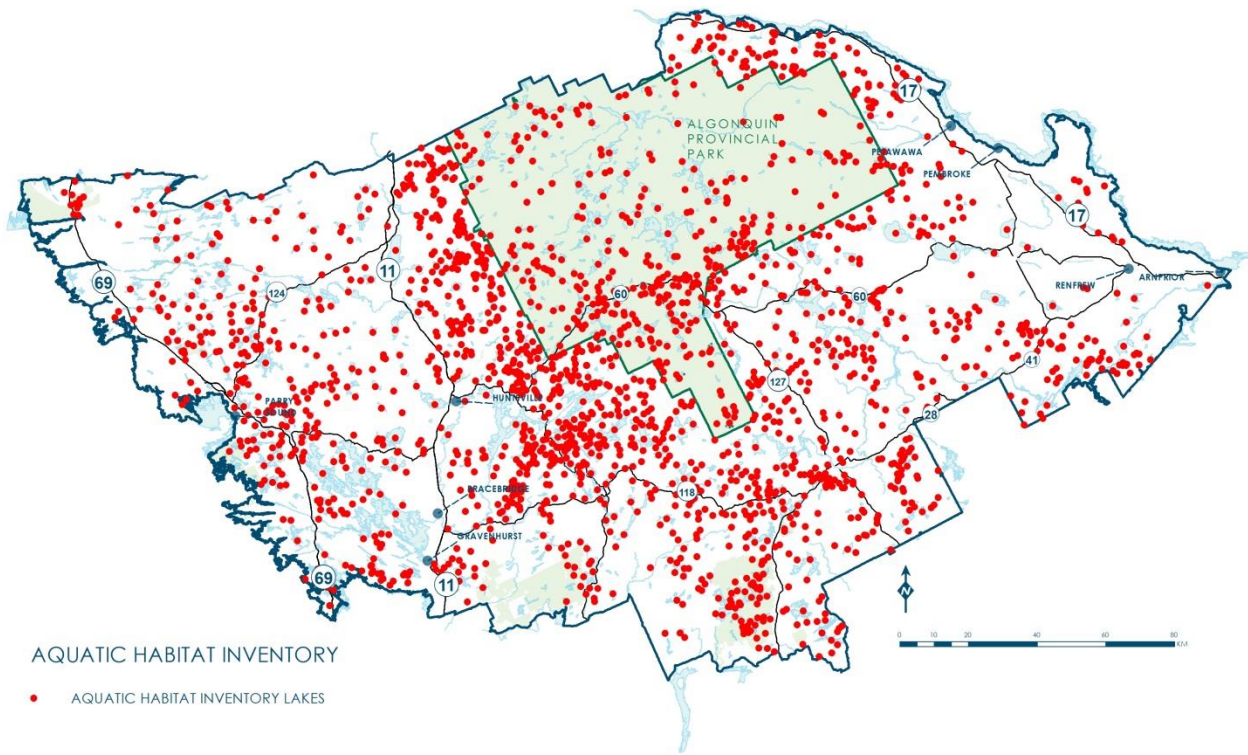 17
ALGONQUIN
PROVINCIAL
PARK
PETAWAWA
PEMBROKE
17
69
11
124
60
60
ARNPRIOR
RENFREW
41
127
28
HUNTSVILLE
PARRY
SOUND
118
BRACEBRIDGE
GRAVENHURST
69
11
N
0 10 20 40 60 80
KM
AQUATIC HABITAT INVENTORY
AQUATIC HABITAT INVENTORY LAKES